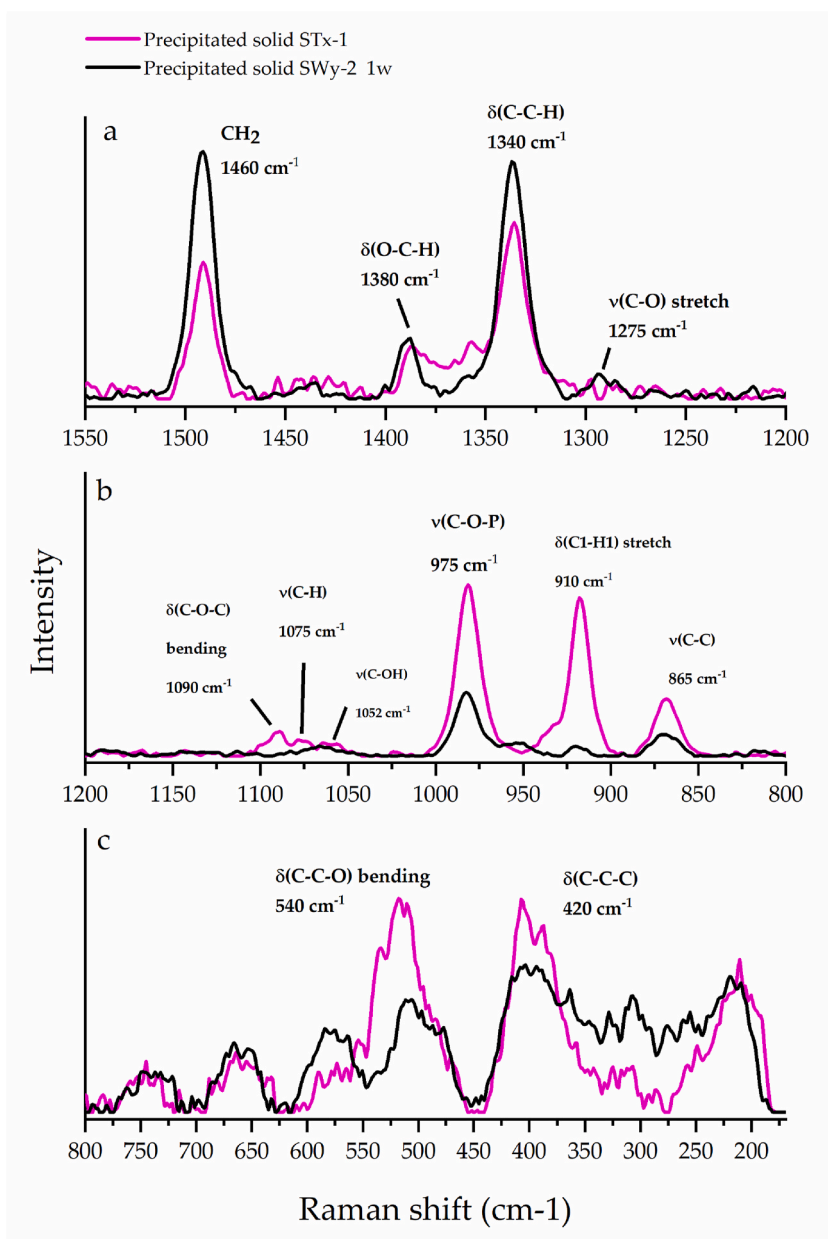 Precipitated solid STx-1
Precipitated solid SWy-2 1w
a
CH₂
1460 cm⁻¹
δ(O-C-H)
1380 cm⁻¹
δ(C-C-H)
1340 cm⁻¹
ν(C-O) stretch
1275 cm⁻¹
1550 1500 1450 1400 1350 1300 1250 1200
b
δ(C-O-C)
bending
1090 cm⁻¹
ν(C-H)
1075 cm⁻¹
ν(C-OH)
1052 cm⁻¹
ν(C-O-P)
975 cm⁻¹
δ(C1-H1) stretch
910 cm⁻¹
ν(C-C)
865 cm⁻¹
Intensity
1200 1150 1100 1050 1000 950 900 850 800
c
δ(C-C-O) bending
540 cm⁻¹
δ(C-C-C)
420 cm⁻¹
800 750 700 650 600 550 500 450 400 350 300 250 200
Raman shift (cm-1)